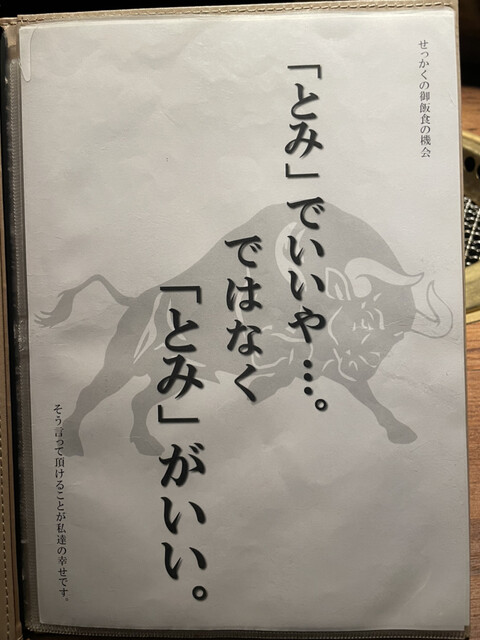 せっかくの御飯食の機会
「とみ」でいいや…。
ではなく
「とみ」がいい。
そう言って頂けることが私達の幸せです。